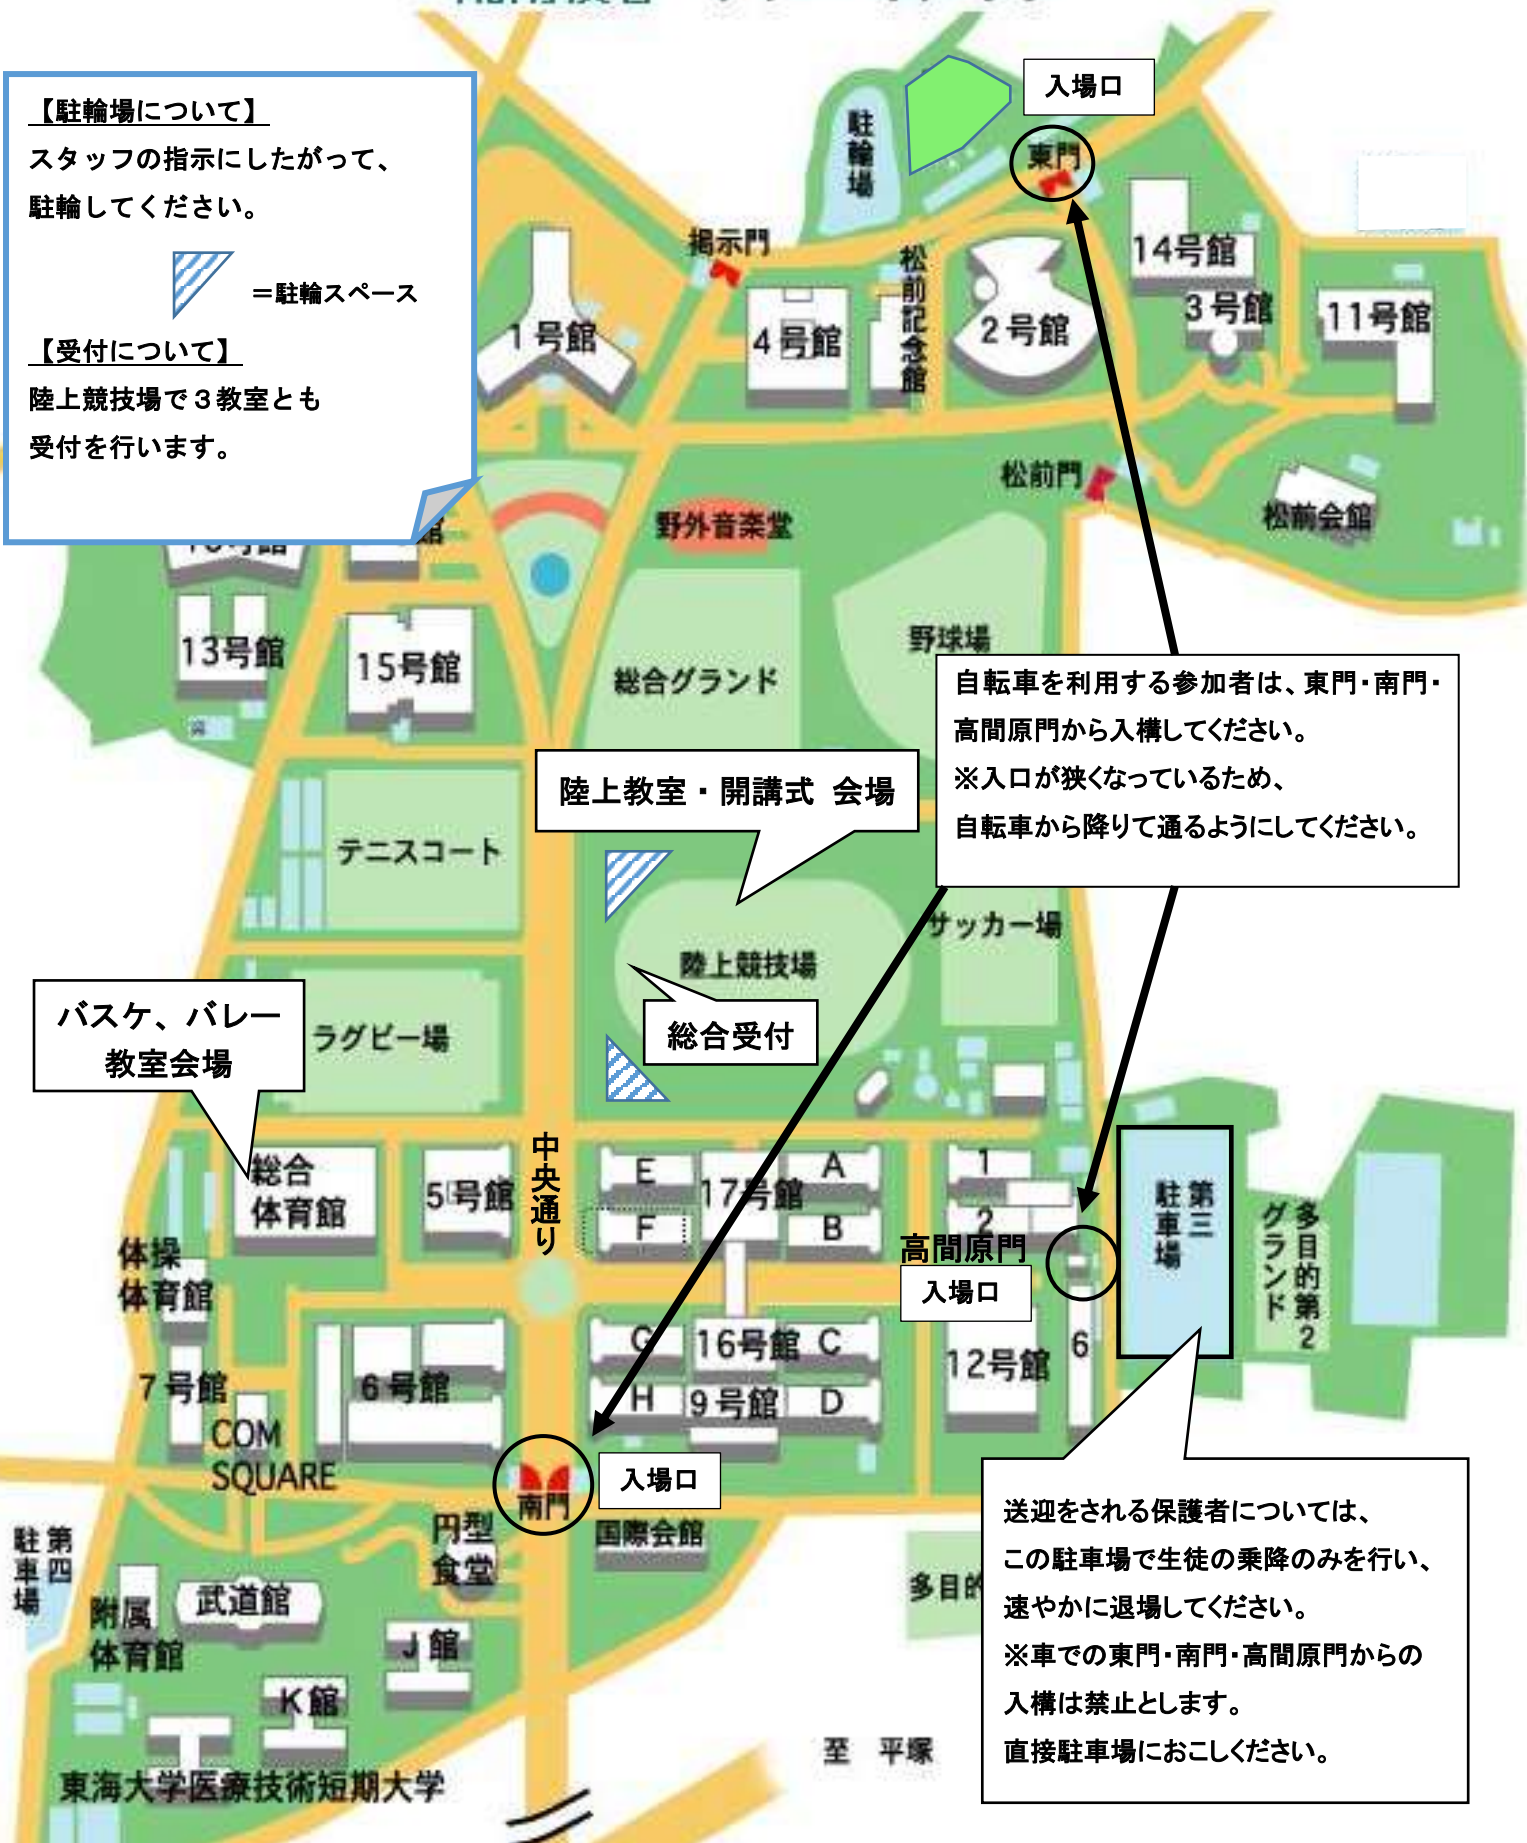 【駐輪場について】
スタッフの指示にしたがって、
駐輪してください。
＝駐輪スペース
【受付について】
陸上競技場で３教室とも
受付を行います。
入場口
東門
駐輪場
掲示門
松前記念館
14号館
3号館
11号館
1号館
4号館
2号館
松前門
松前会館
野外音楽堂
館
13号館
15号館
総合グランド
野球場
自転車を利用する参加者は、東門・南門・
高間原門から入構してください。
※入口が狭くなっているため、
自転車から降りて通るようにしてください。
陸上教室・開講式 会場
テニスコート
サッカー場
陸上競技場
総合受付
バスケ、バレー
教室会場
ラグビー場
中央通り
総合
体育館
5号館
E
F
17号館
A
B
1
2
高間原門
入場口
第三
駐車場
多目的第2
グランド
体操
体育館
7号館
6号館
G
H
16号館
9号館
C
D
12号館
6
COM
SQUARE
南門
入場口
円型
食堂
国際会館
第四
駐車場
附属
体育館
武道館
J館
K館
多目的
送迎をされる保護者については、
この駐車場で生徒の乗降のみを行い、
速やかに退場してください。
※車での東門・南門・高間原門からの
入構は禁止とします。
直接駐車場におこしください。
至 平塚
東海大学医療技術短期大学